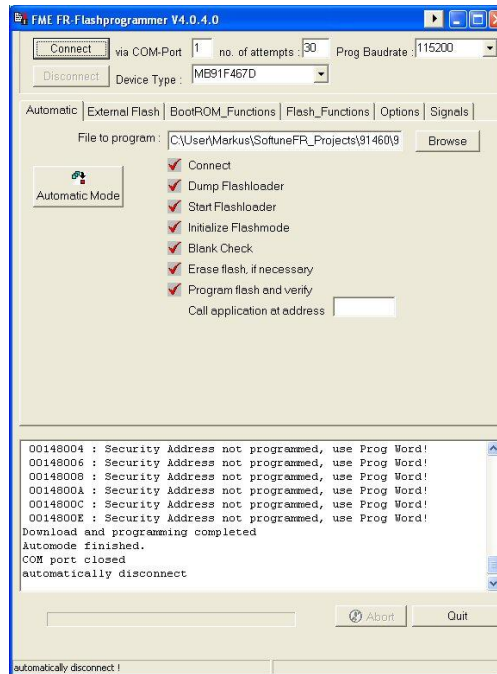 FME FR-Flashprogrammer V4.0.4.0
Connect via COM-Port 1 no. of attempts : 30 Prog Baudrate : 115200
Disconnect Device Type : MB91F467D
Automatic External Flash BootROM_Functions Flash_Functions Options Signals
File to program : C:\User\Markus\SoftuneFR_Projects\91460\9 Browse
Automatic Mode
Connect
Dump Flashloader
Start Flashloader
Initialize Flashmode
Blank Check
Erase flash, if necessary
Program flash and verify
Call application at address
00148004 : Security Address not programmed, use Prog Word!
00148006 : Security Address not programmed, use Prog Word!
00148008 : Security Address not programmed, use Prog Word!
0014800A : Security Address not programmed, use Prog Word!
0014800C : Security Address not programmed, use Prog Word!
0014800E : Security Address not programmed, use Prog Word!
Download and programming completed
Automode finished.
COM port closed
automatically disconnect
Abort Quit
automatically disconnect !